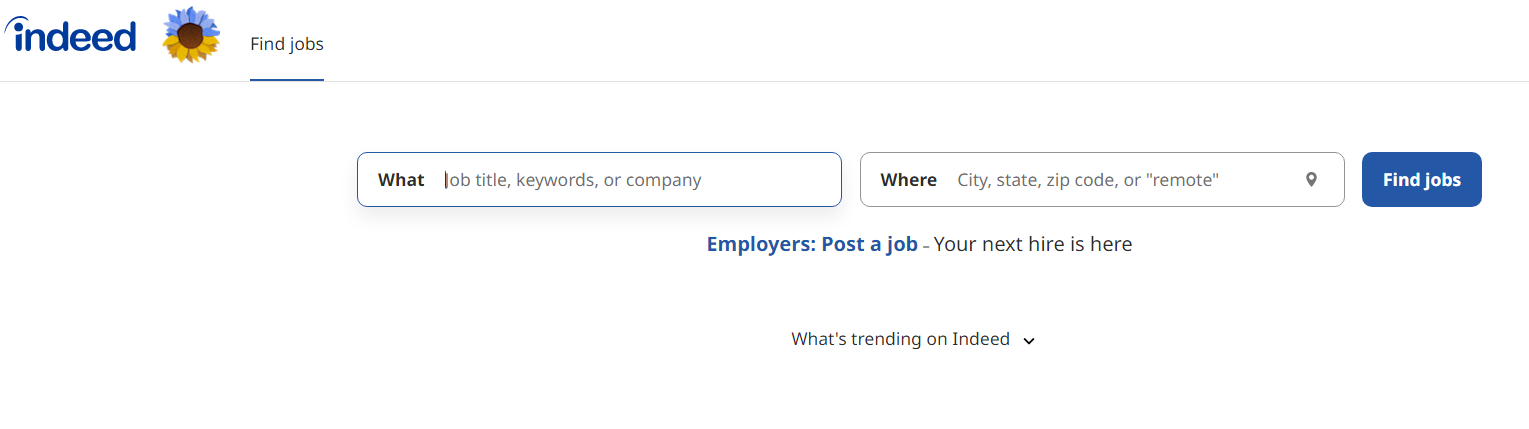 indeed Find jobs
What Job title, keywords, or company Where City, state, zip code, or "remote" Find jobs
Employers: Post a job – Your next hire is here
What's trending on Indeed